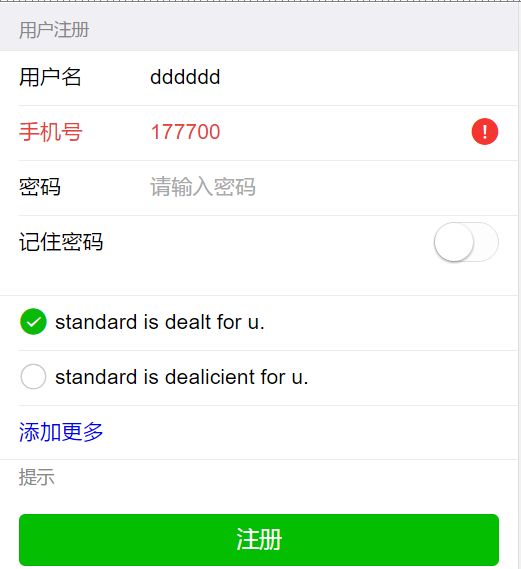 用户注册
用户名 dddddd
手机号 177700
密码 请输入密码
记住密码
standard is dealt for u.
standard is dealicient for u.
添加更多
提示
注册